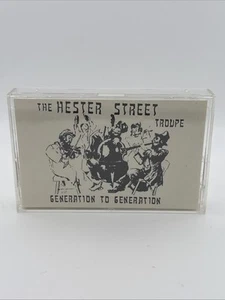 THE HESTER STREET
TROUPE
GENERATION TO GENERATION